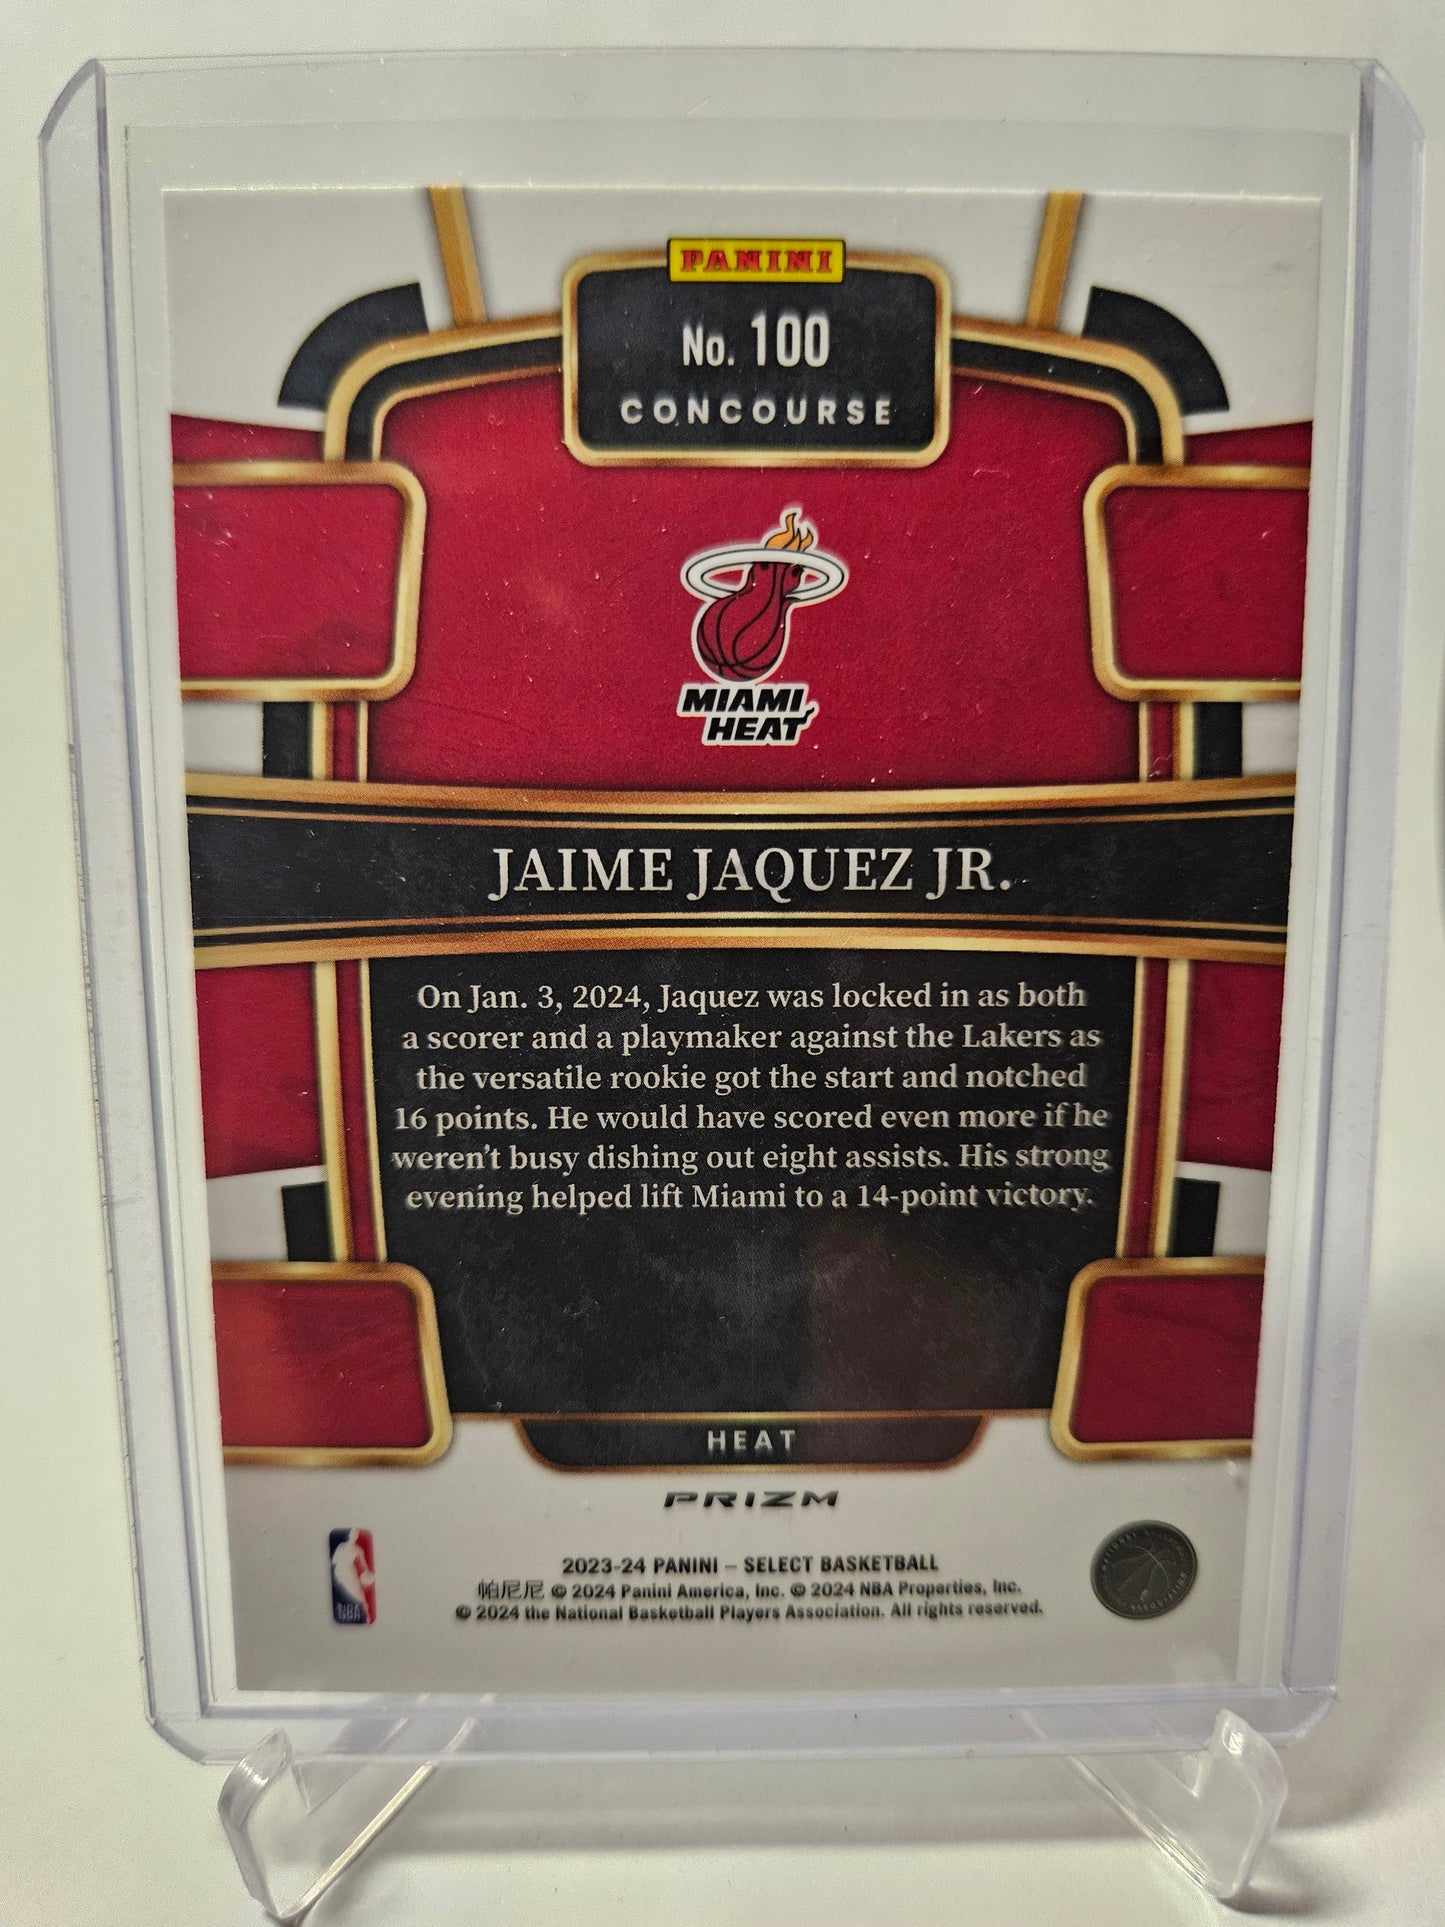 PANINI
No. 100
CONCOURSE
MIAMI
HEAT
JAIME JAQUEZ JR.
On Jan. 3, 2024, Jaquez was locked in as both
a scorer and a playmaker against the Lakers as
the versatile rookie got the start and notched
16 points. He would have scored even more if he
weren't busy dishing out eight assists. His strong
evening helped lift Miami to a 14-point victory.
HEAT
PRIZM
NBA
2023-24 PANINI – SELECT BASKETBALL
帕尼尼 © 2024 Panini America, Inc. © 2024 NBA Properties, Inc.
© 2024 the National Basketball Players Association. All rights reserved.